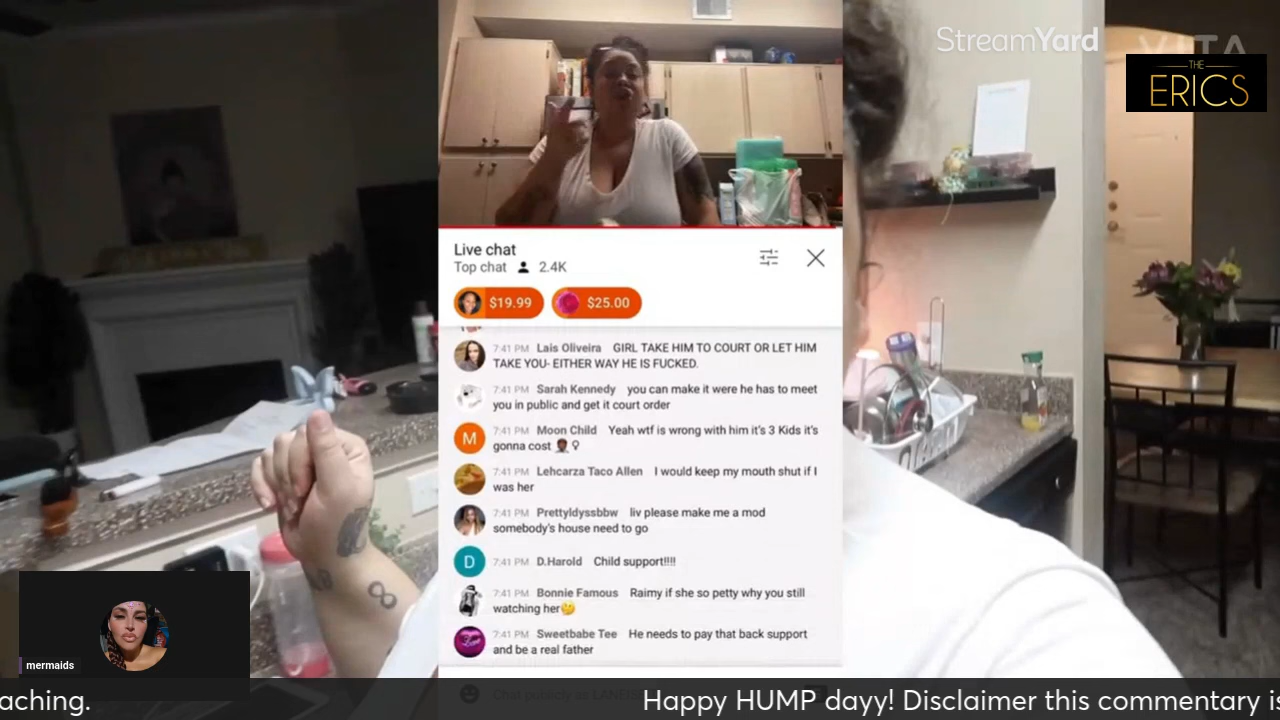 StreamYard
VITA
THE
ERICS
Live chat
Top chat 2.4K
$19.99 $25.00
7:41 PM Lais Oliveira GIRL TAKE HIM TO COURT OR LET HIM
TAKE YOU- EITHER WAY HE IS FUCKED.
7:41 PM Sarah Kennedy you can make it were he has to meet
you in public and get it court order
M
7:41 PM Moon Child Yeah wtf is wrong with him it's 3 Kids it's
gonna cost 🤦🏿♀
7:41 PM Lehcarza Taco Allen I would keep my mouth shut if I
was her
7:41 PM Prettyldyssbbw liv please make me a mod
somebody's house need to go
D
7:41 PM D.Harold Child support!!!!
7:41 PM Bonnie Famous Raimy if she so petty why you still
watching her🤔
7:41 PM Sweetbabe Tee He needs to pay that back support
and be a real father
mermaids
aching. Happy HUMP dayy! Disclaimer this commentary is